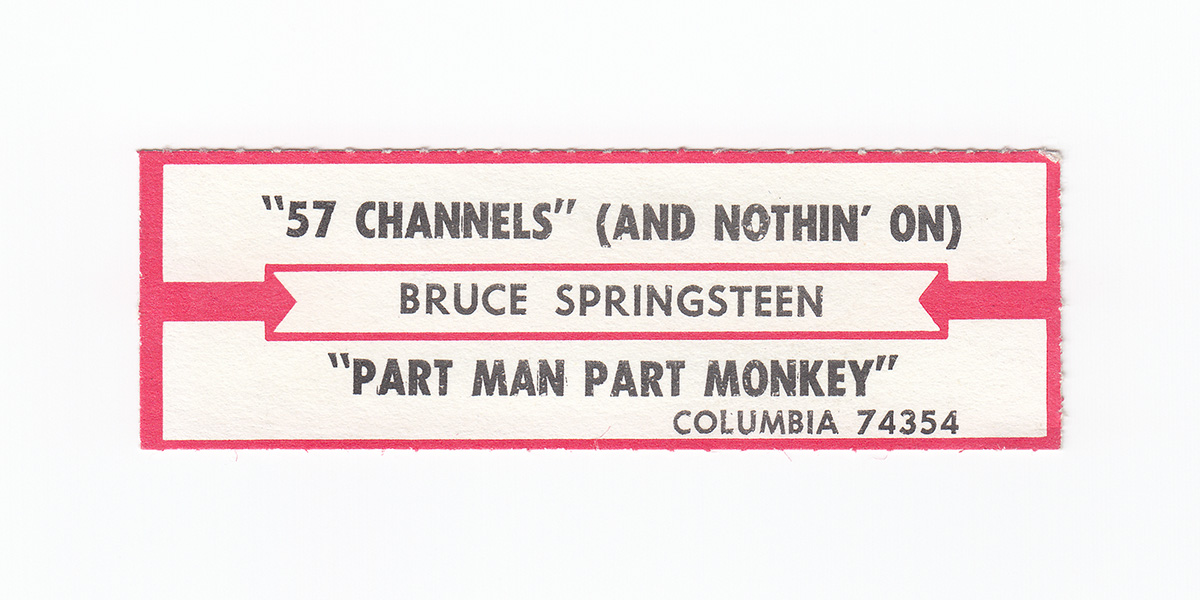 "57 CHANNELS" (AND NOTHIN' ON)
BRUCE SPRINGSTEEN
"PART MAN PART MONKEY"
COLUMBIA 74354